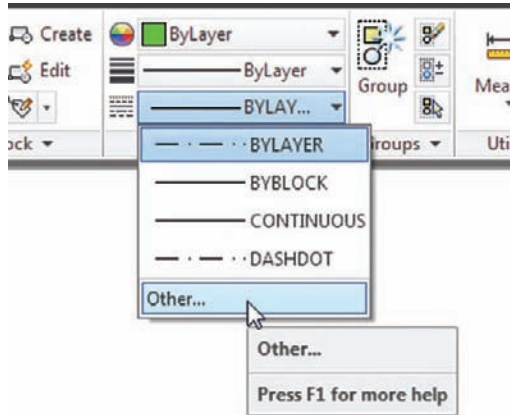 Create
ByLayer
Edit
ByLayer
Group
Mea
BYLAY...
ock
Groups
Uti
BYLAYER
BYBLOCK
CONTINUOUS
DASHDOT
Other...
Other...
Press F1 for more help